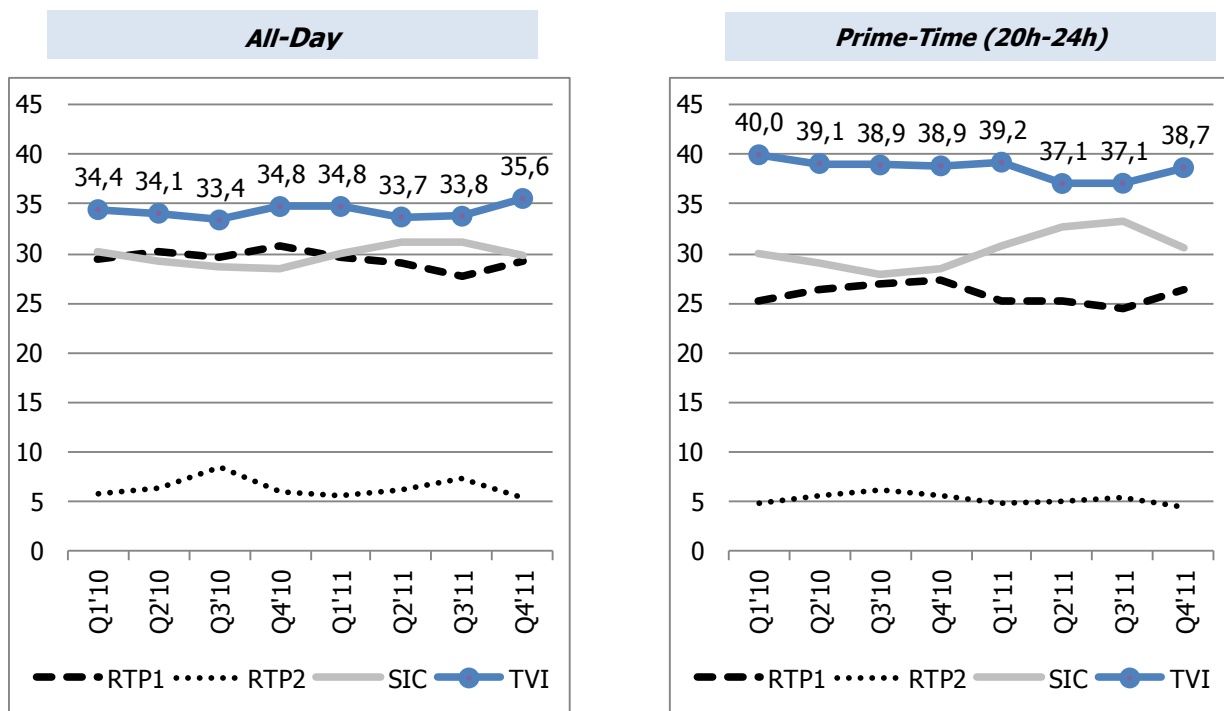 All-Day
45
40
35
30
25
20
15
10
5
0
34,4
34,1
33,4
34,8
34,8
33,7
33,8
35,6
Q1'10
Q2'10
Q3'10
Q4'10
Q1'11
Q2'11
Q3'11
Q4'11
RTP1 RTP2 SIC TVI
Prime-Time (20h-24h)
45
40
35
30
25
20
15
10
5
0
40,0
39,1
38,9
38,9
39,2
37,1
37,1
38,7
Q1'10
Q2'10
Q3'10
Q4'10
Q1'11
Q2'11
Q3'11
Q4'11
RTP1 RTP2 SIC TVI